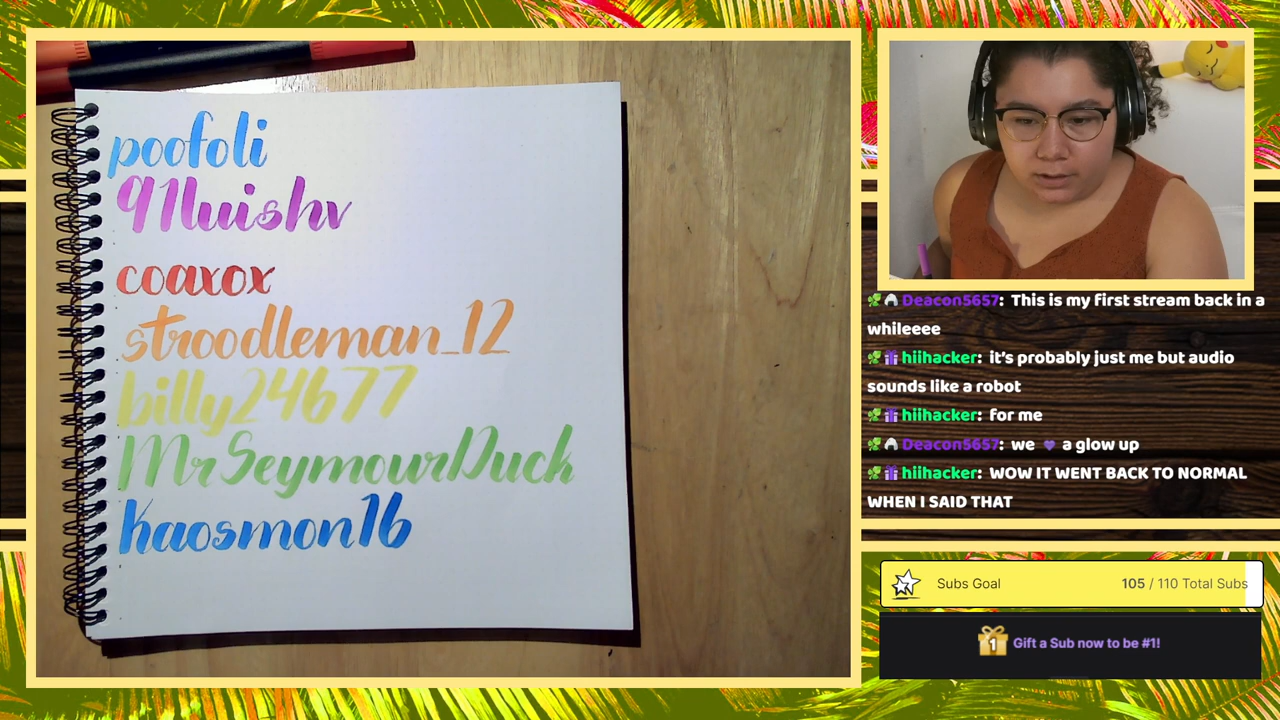 poofoli
91luishv
coaxox
stroodleman_12
billy24677
MrSeymourDuck
kaosmon16
Deacon5657: This is my first stream back in a
whileeee
hiihacker: it's probably just me but audio
sounds like a robot
hiihacker: for me
Deacon5657: we 💜 a glow up
hiihacker: WOW IT WENT BACK TO NORMAL
WHEN I SAID THAT
Subs Goal 105 / 110 Total Subs
1 Gift a Sub now to be #1!